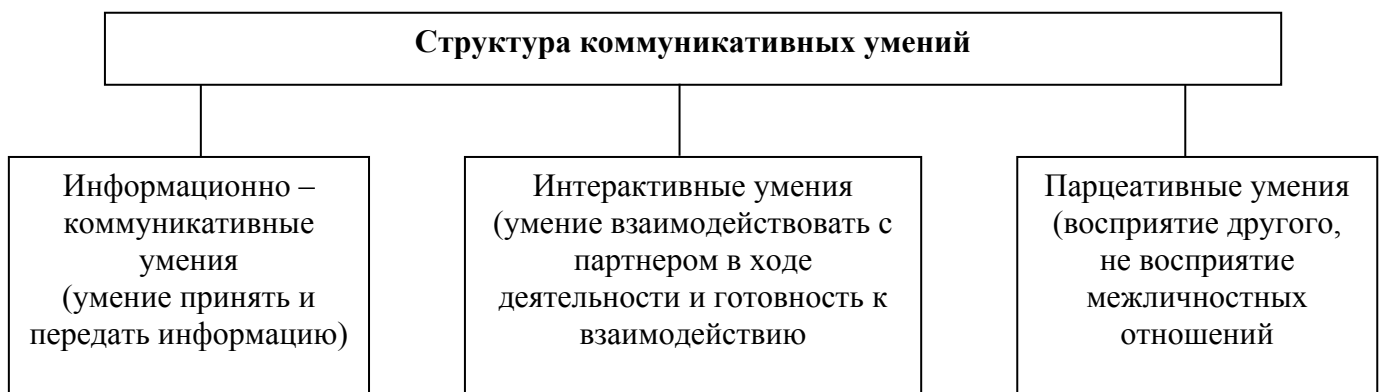 Структура коммуникативных умений
Информационно –
коммуникативные
умения
(умение принять и
передать информацию)
Интерактивные умения
(умение взаимодействовать с
партнером в ходе
деятельности и готовность к
взаимодействию
Парцеативные умения
(восприятие другого,
не восприятие
межличностных
отношений